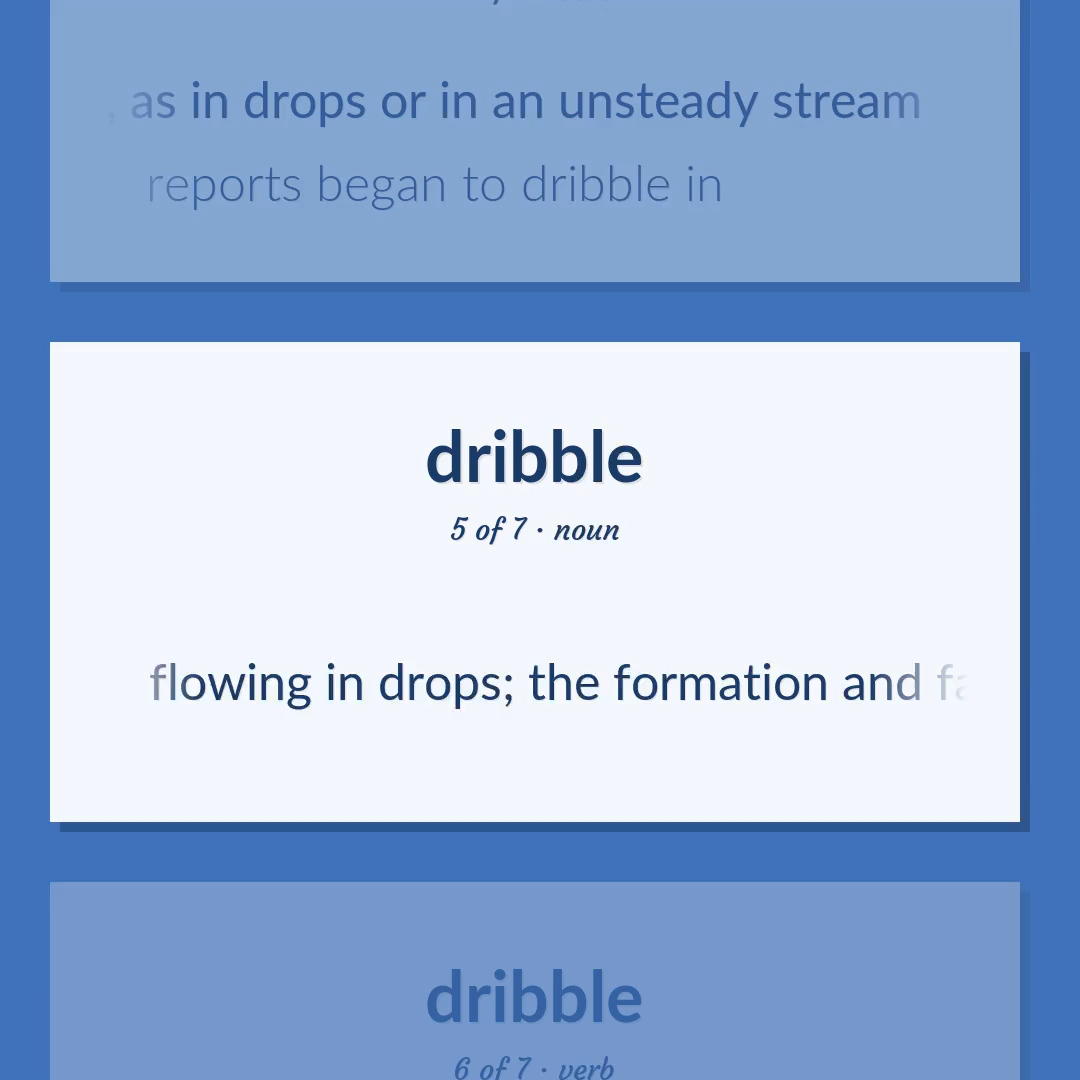 as in drops or in an unsteady stream
reports began to dribble in
dribble
5 of 7 · noun
flowing in drops; the formation and
dribble
6 of 7 · verb